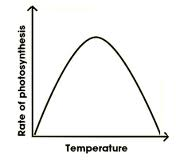 Rate of photosynthesis
Temperature